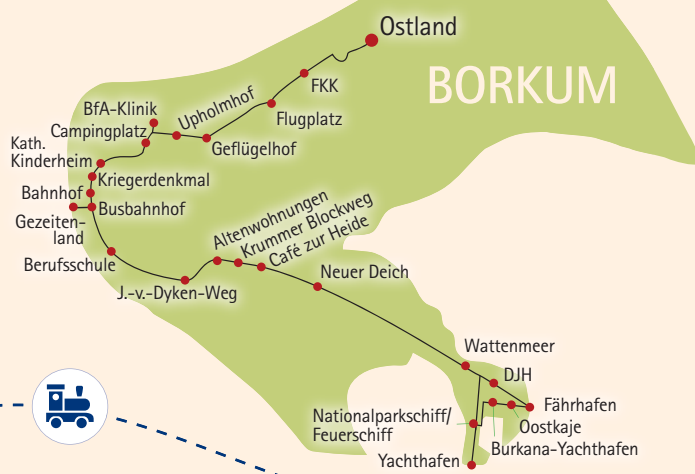 Ostland
BORKUM
FKK
BfA-Klinik
Upholmhof
Flugplatz
Campingplatz
Geflügelhof
Kath.
Kinderheim
Kriegerdenkmal
Bahnhof
Busbahnhof
Gezeiten-
land
Berufsschule
J.-v.-Dyken-Weg
Altenwohnungen
Krummer Blockweg
Café zur Heide
Neuer Deich
Wattenmeer
DJH
Fährhafen
Oostkaje
Burkana-Yachthafen
Nationalparkschiff/
Feuerschiff
Yachthafen